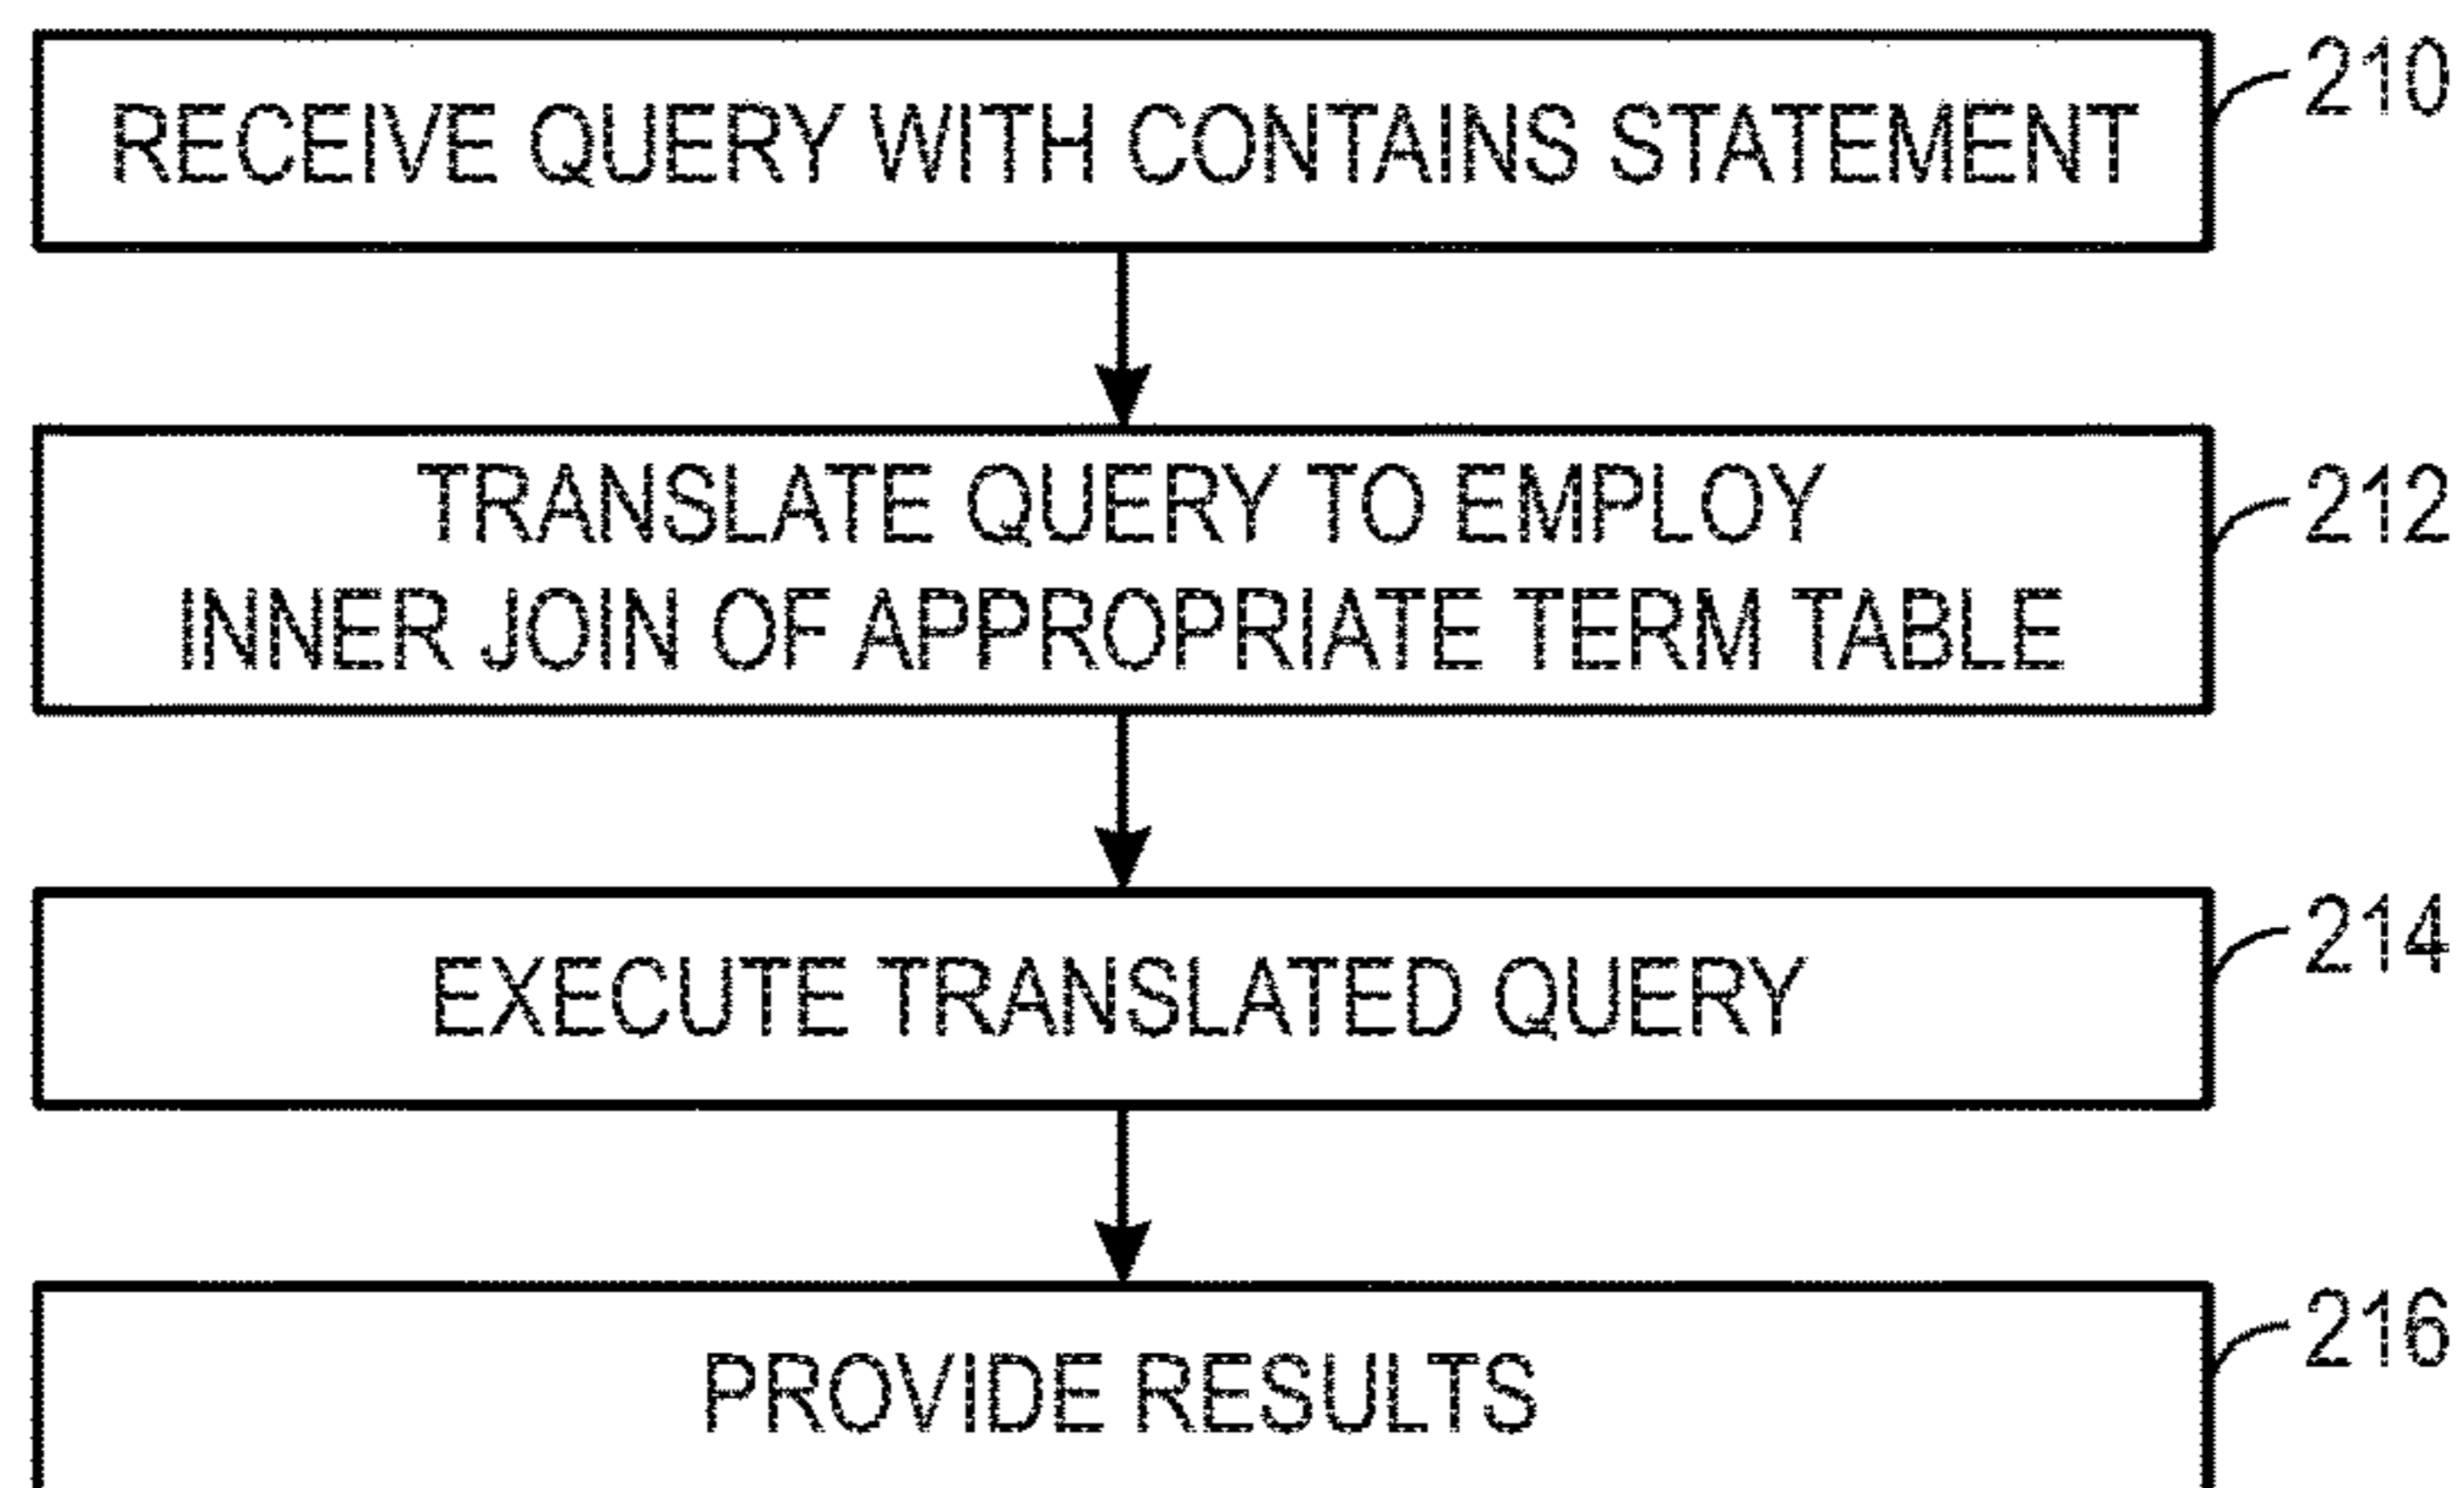 RECEIVE QUERY WITH CONTAINS STATEMENT
210
TRANSLATE QUERY TO EMPLOY
INNER JOIN OF APPROPRIATE TERM TABLE
212
EXECUTE TRANSLATED QUERY
214
PROVIDE RESULTS
216